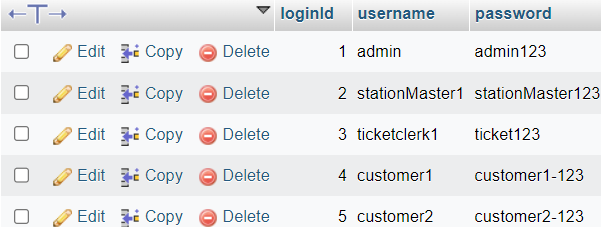 loginId username password
Edit Copy Delete 1 admin admin123
Edit Copy Delete 2 stationMaster1 stationMaster123
Edit Copy Delete 3 ticketclerk1 ticket123
Edit Copy Delete 4 customer1 customer1-123
Edit Copy Delete 5 customer2 customer2-123